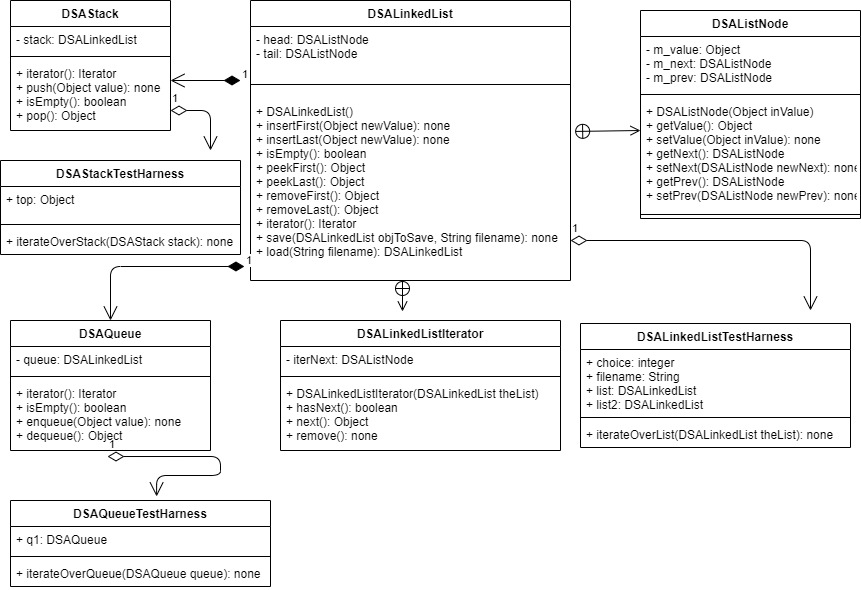 DSAStack
- stack: DSALinkedList
+ iterator(): Iterator
+ push(Object value): none
+ isEmpty(): boolean
+ pop(): Object
1
1
DSALinkedList
- head: DSAListNode
- tail: DSAListNode
+ DSALinkedList()
+ insertFirst(Object newValue): none
+ insertLast(Object newValue): none
+ isEmpty(): boolean
+ peekFirst(): Object
+ peekLast(): Object
+ removeFirst(): Object
+ removeLast(): Object
+ iterator(): Iterator
+ save(DSALinkedList objToSave, String filename): none
+ load(String filename): DSALinkedList
DSAListNode
- m_value: Object
- m_next: DSAListNode
- m_prev: DSAListNode
+ DSAListNode(Object inValue)
+ getValue(): Object
+ setValue(Object inValue): none
+ getNext(): DSAListNode
+ setNext(DSAListNode newNext): none
+ getPrev(): DSAListNode
+ setPrev(DSAListNode newPrev): none
DSAStackTestHarness
+ top: Object
+ iterateOverStack(DSAStack stack): none
1
1
DSAQueue
- queue: DSALinkedList
+ iterator(): Iterator
+ isEmpty(): boolean
+ enqueue(Object value): none
+ dequeue(): Object
1
DSALinkedListIterator
- iterNext: DSAListNode
+ DSALinkedListIterator(DSALinkedList theList)
+ hasNext(): boolean
+ next(): Object
+ remove(): none
DSALinkedListTestHarness
+ choice: integer
+ filename: String
+ list: DSALinkedList
+ list2: DSALinkedList
+ iterateOverList(DSALinkedList theList): none
DSAQueueTestHarness
+ q1: DSAQueue
+ iterateOverQueue(DSAQueue queue): none